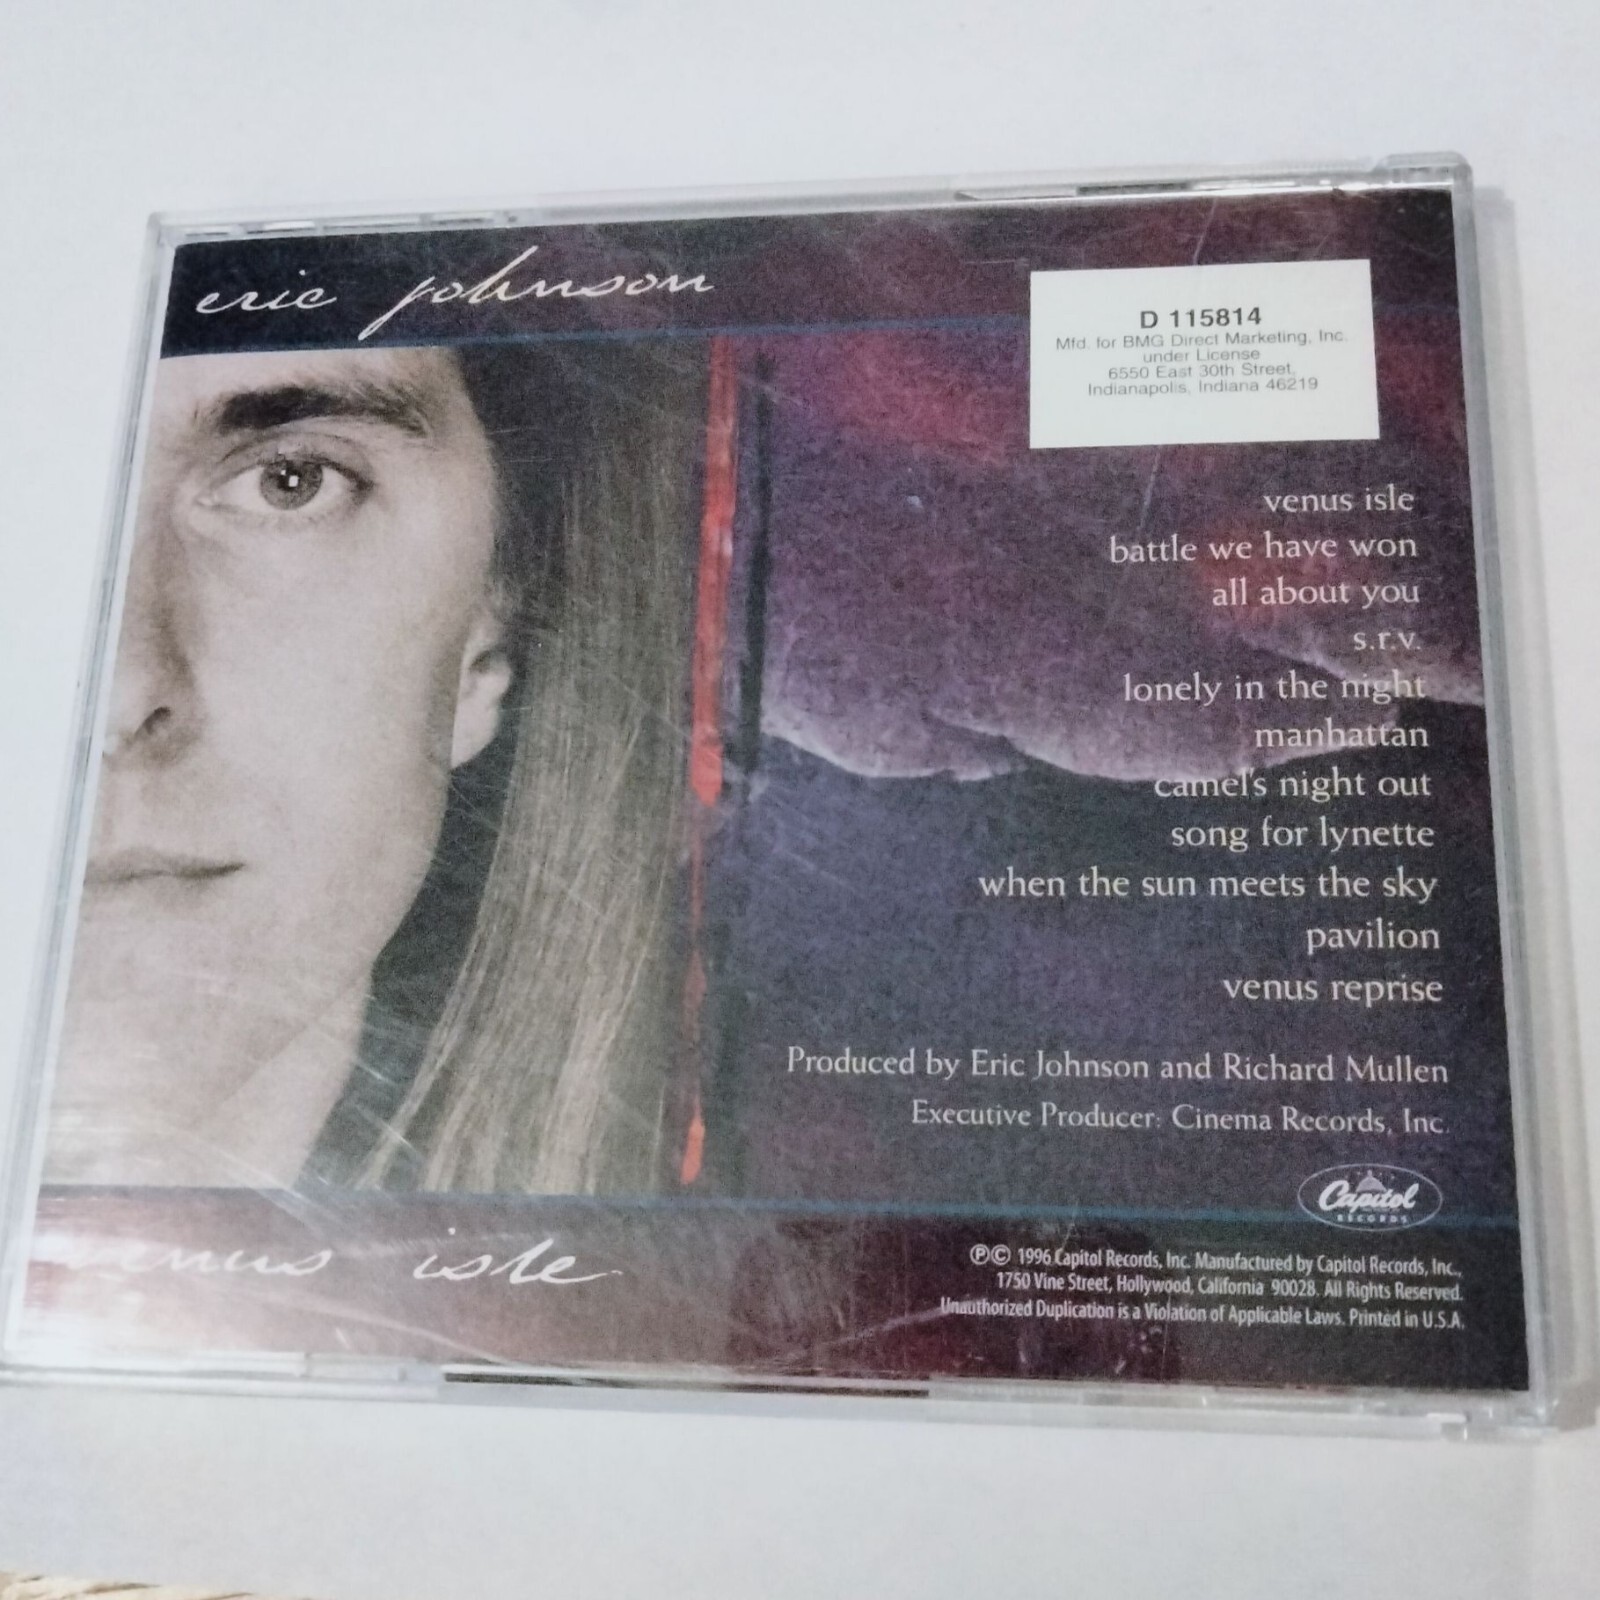 eric johnson
D 115814
Mfd. for BMG Direct Marketing, Inc.
under License
6550 East 30th Street,
Indianapolis, Indiana 46219
venus isle
battle we have won
all about you
s.r.v.
lonely in the night
manhattan
camel's night out
song for lynette
when the sun meets the sky
pavilion
venus reprise
Produced by Eric Johnson and Richard Mullen
Executive Producer: Cinema Records, Inc.
Capitol
RECORDS
venus isle
℗© 1996 Capitol Records, Inc. Manufactured by Capitol Records, Inc.,
1750 Vine Street, Hollywood, California 90028. All Rights Reserved.
Unauthorized Duplication is a Violation of Applicable Laws. Printed in U.S.A.